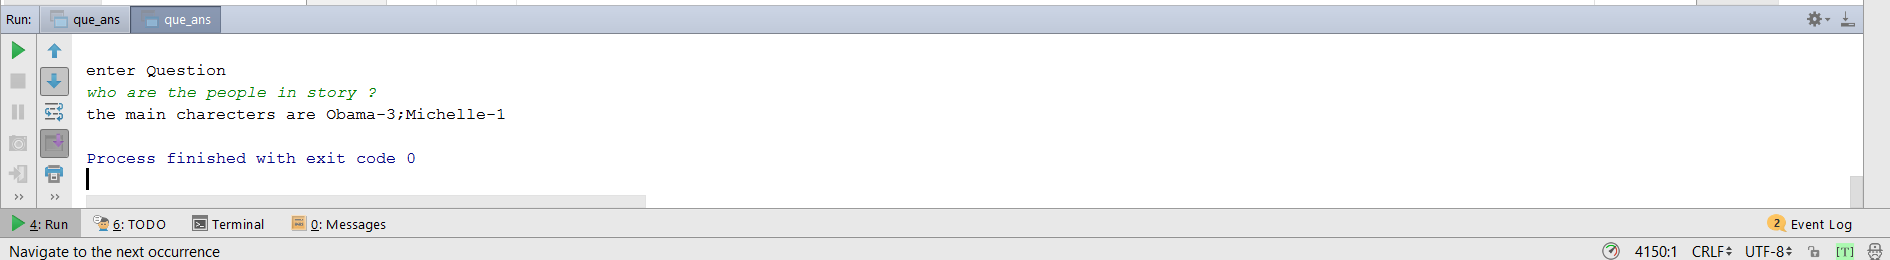 Run: que_ans que_ans
enter Question
who are the people in story ?
the main charecters are Obama-3;Michelle-1
Process finished with exit code 0
4: Run 6: TODO Terminal 0: Messages 2 Event Log
Navigate to the next occurrence 4150:1 CRLF UTF-8 [T]